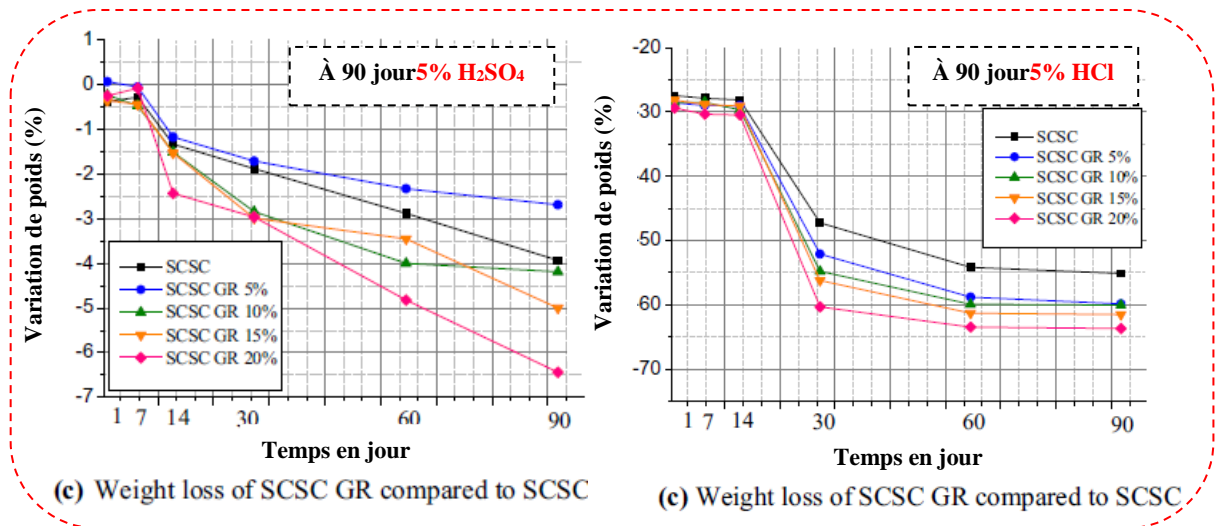 À 90 jour5% H₂SO₄
Variation de poids (%)
1
0
-1
-2
-3
-4
-5
-6
-7
SCSC
SCSC GR 5%
SCSC GR 10%
SCSC GR 15%
SCSC GR 20%
1 7 14 30 60 90
Temps en jour
(c) Weight loss of SCSC GR compared to SCSC
À 90 jour5% HCl
Variation de poids (%)
-20
-30
-40
-50
-60
-70
SCSC
SCSC GR 5%
SCSC GR 10%
SCSC GR 15%
SCSC GR 20%
1 7 14 30 60 90
Temps en jour
(c) Weight loss of SCSC GR compared to SCSC